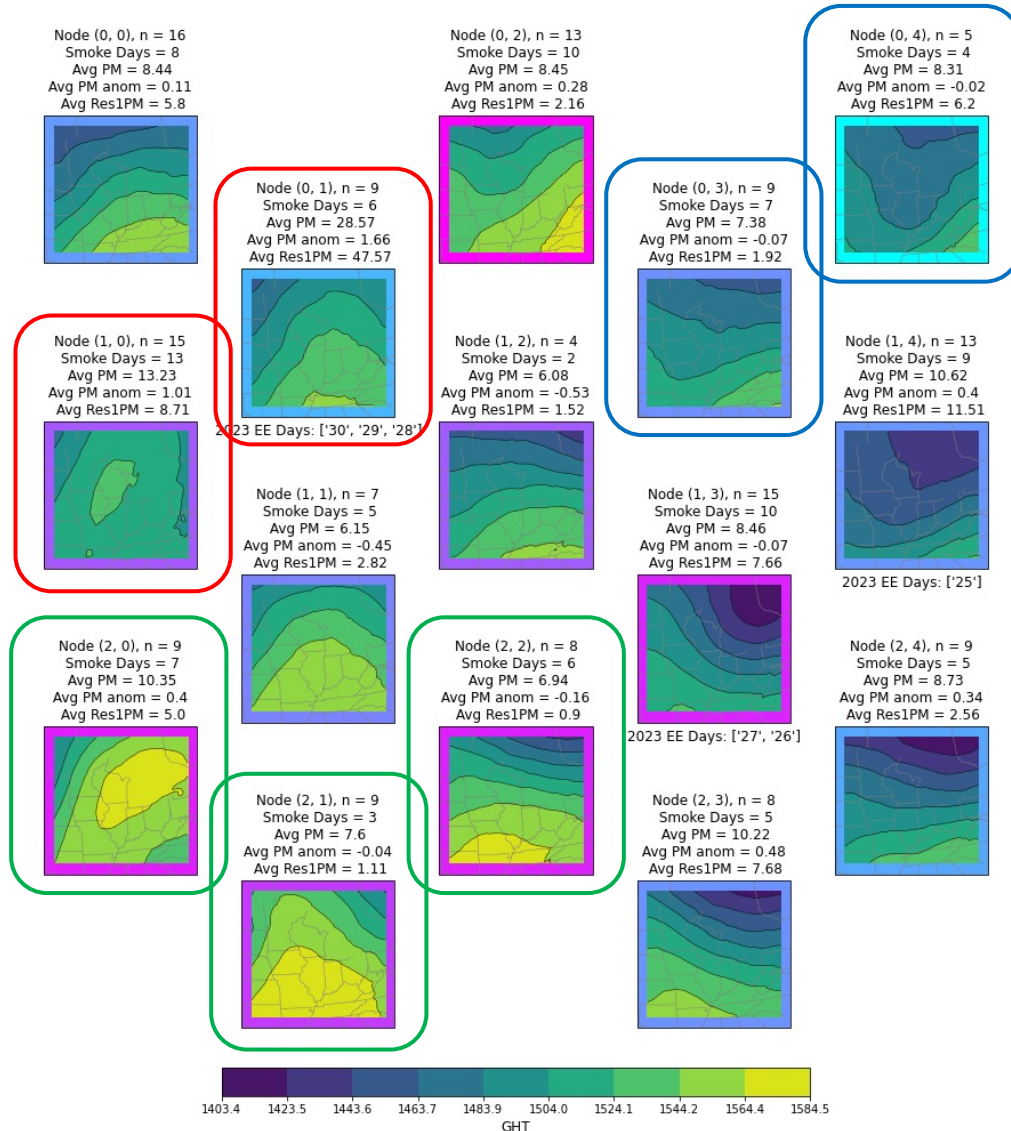 Node (0, 0), n = 16
Smoke Days = 8
Avg PM = 8.44
Avg PM anom = 0.11
Avg Res1PM = 5.8
Node (0, 2), n = 13
Smoke Days = 10
Avg PM = 8.45
Avg PM anom = 0.28
Avg Res1PM = 2.16
Node (0, 4), n = 5
Smoke Days = 4
Avg PM = 8.31
Avg PM anom = -0.02
Avg Res1PM = 6.2
Node (0, 1), n = 9
Smoke Days = 6
Avg PM = 28.57
Avg PM anom = 1.66
Avg Res1PM = 47.57
2023 EE Days: ['30', '29', '28']
Node (0, 3), n = 9
Smoke Days = 7
Avg PM = 7.38
Avg PM anom = -0.07
Avg Res1PM = 1.92
Node (1, 0), n = 15
Smoke Days = 13
Avg PM = 13.23
Avg PM anom = 1.01
Avg Res1PM = 8.71
Node (1, 2), n = 4
Smoke Days = 2
Avg PM = 6.08
Avg PM anom = -0.53
Avg Res1PM = 1.52
Node (1, 4), n = 13
Smoke Days = 9
Avg PM = 10.62
Avg PM anom = 0.4
Avg Res1PM = 11.51
2023 EE Days: ['25']
Node (1, 1), n = 7
Smoke Days = 5
Avg PM = 6.15
Avg PM anom = -0.45
Avg Res1PM = 2.82
Node (1, 3), n = 15
Smoke Days = 10
Avg PM = 8.46
Avg PM anom = -0.07
Avg Res1PM = 7.66
2023 EE Days: ['27', '26']
Node (2, 0), n = 9
Smoke Days = 7
Avg PM = 10.35
Avg PM anom = 0.4
Avg Res1PM = 5.0
Node (2, 2), n = 8
Smoke Days = 6
Avg PM = 6.94
Avg PM anom = -0.16
Avg Res1PM = 0.9
Node (2, 4), n = 9
Smoke Days = 5
Avg PM = 8.73
Avg PM anom = 0.34
Avg Res1PM = 2.56
Node (2, 1), n = 9
Smoke Days = 3
Avg PM = 7.6
Avg PM anom = -0.04
Avg Res1PM = 1.11
Node (2, 3), n = 8
Smoke Days = 5
Avg PM = 10.22
Avg PM anom = 0.48
Avg Res1PM = 7.68
1403.4 1423.5 1443.6 1463.7 1483.9 1504.0 1524.1 1544.2 1564.4 1584.5
GHT